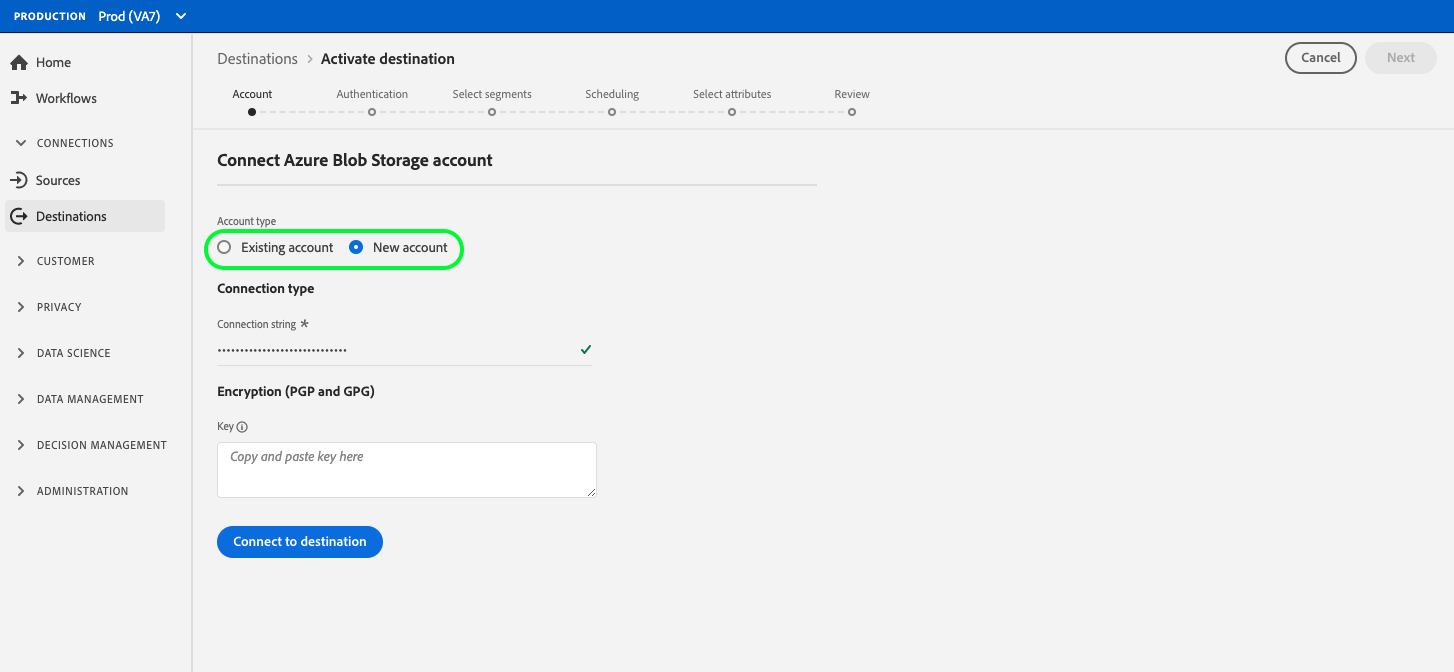 PRODUCTION Prod (VA7)
Home
Workflows
CONNECTIONS
Sources
Destinations
CUSTOMER
PRIVACY
DATA SCIENCE
DATA MANAGEMENT
DECISION MANAGEMENT
ADMINISTRATION
Destinations > Activate destination
Cancel Next
Account Authentication Select segments Scheduling Select attributes Review
Connect Azure Blob Storage account
Account type
Existing account New account
Connection type
Connection string *
•••••••••••••••••••••••••••••
Encryption (PGP and GPG)
Key
Copy and paste key here
Connect to destination